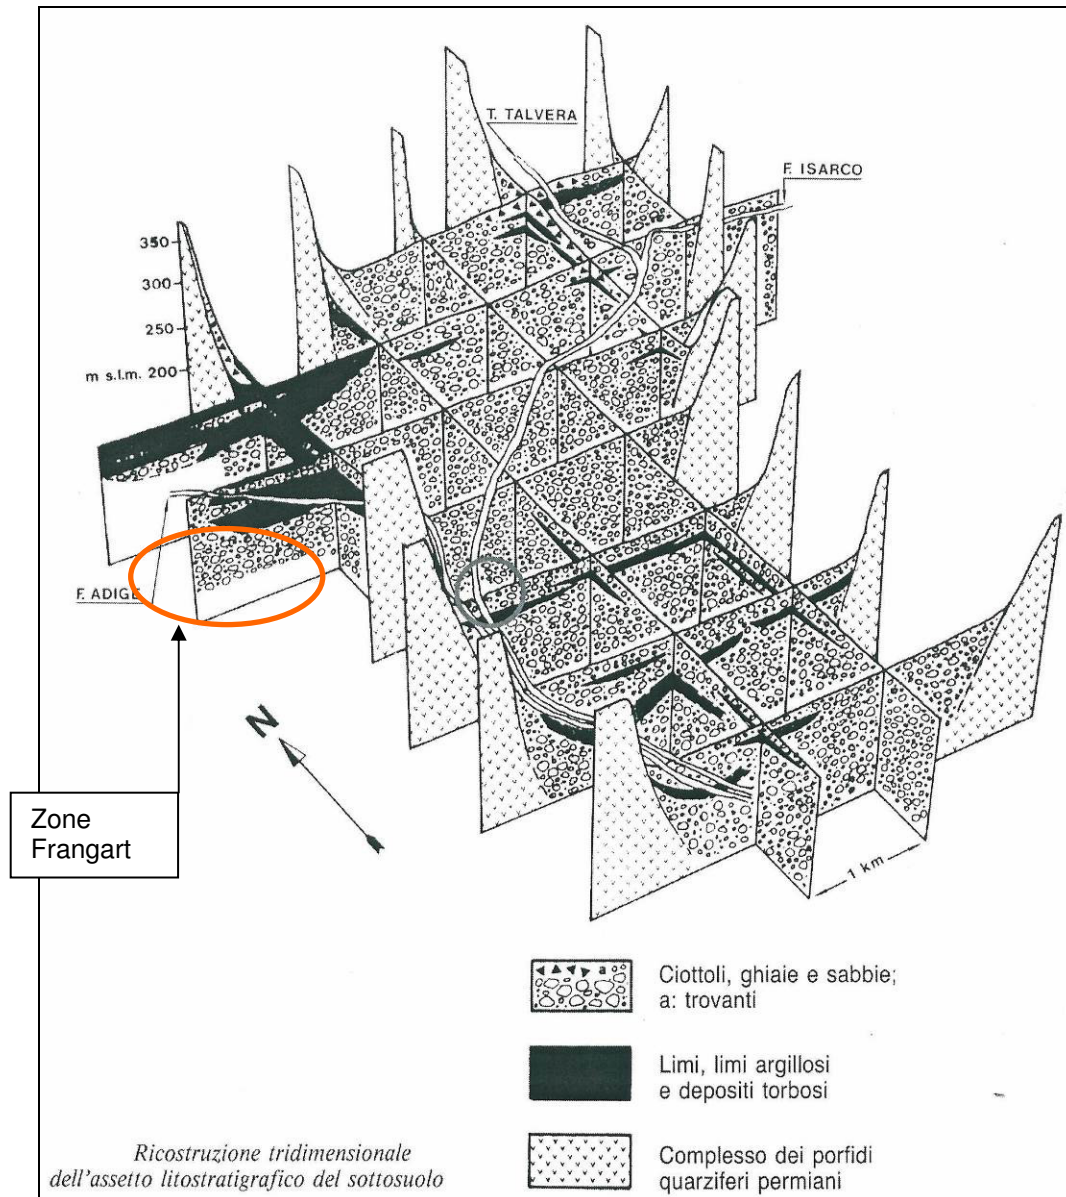 T. TALVERA
F. ISARCO
350
300
250
m s.l.m. 200
F. ADIGE
N
Zone
Frangart
1 km
a
Ciottoli, ghiaie e sabbie;
a: trovanti
Limi, limi argillosi
e depositi torbosi
Ricostruzione tridimensionale
dell'assetto litostratigrafico del sottosuolo
Complesso dei porfidi
quarziferi permiani